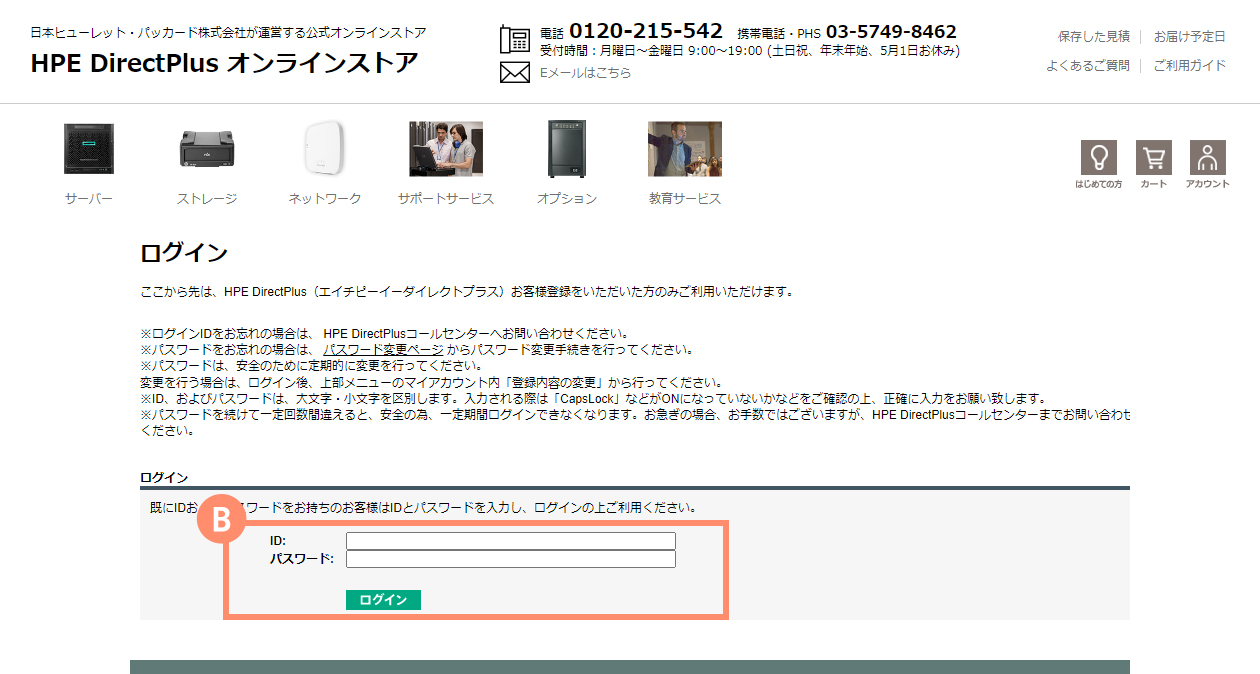 日本ヒューレット・パッカード株式会社が運営する公式オンラインストア
HPE DirectPlus オンラインストア
電話 0120-215-542 携帯電話・PHS 03-5749-8462
受付時間：月曜日～金曜日 9:00～19:00 (土日祝、年末年始、5月1日お休み)
Eメールはこちら
保存した見積 | お届け予定日
よくあるご質問 | ご利用ガイド
サーバー
ストレージ
ネットワーク
サポートサービス
オプション
教育サービス
はじめての方
カート
アカウント
ログイン
ここから先は、HPE DirectPlus（エイチピーイーダイレクトプラス）お客様登録をいただいた方のみご利用いただけます。
※ログインIDをお忘れの場合は、 HPE DirectPlusコールセンターへお問い合わせください。
※パスワードをお忘れの場合は、 パスワード変更ページ からパスワード変更手続きを行ってください。
※パスワードは、安全のために定期的に変更を行ってください。
変更を行う場合は、ログイン後、上部メニューのマイアカウント内「登録内容の変更」から行ってください。
※ID、およびパスワードは、大文字・小文字を区別します。入力される際は「CapsLock」などがONになっていないかなどをご確認の上、正確に入力をお願い致します。
※パスワードを続けて一定回数間違えると、安全の為、一定期間ログインできなくなります。お急ぎの場合、お手数ではございますが、HPE DirectPlusコールセンターまでお問い合わせ
ください。
ログイン
既にIDお スワードをお持ちのお客様はIDとパスワードを入力し、ログインの上ご利用ください。
B
ID:
パスワード:
ログイン